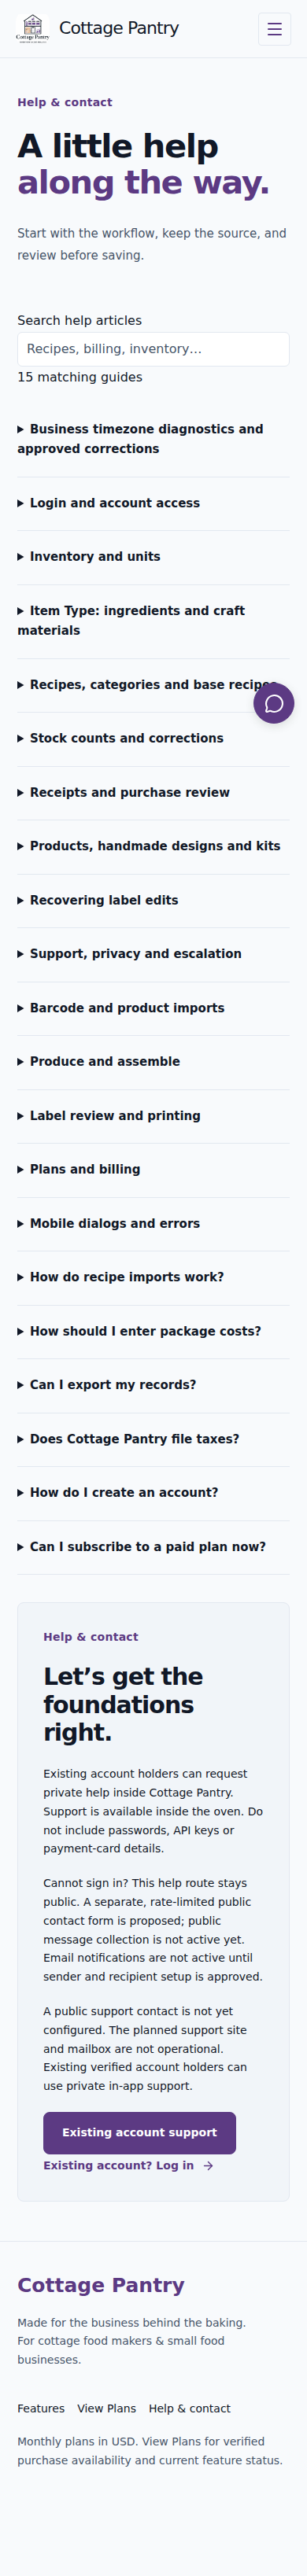 Cottage Pantry
Cottage Pantry
Help & contact
A little help
along the way.
Start with the workflow, keep the source, and
review before saving.
Search help articles
Recipes, billing, inventory…
15 matching guides
Business timezone diagnostics and
approved corrections
Login and account access
Inventory and units
Item Type: ingredients and craft
materials
Recipes, categories and base recipes
Stock counts and corrections
Receipts and purchase review
Products, handmade designs and kits
Recovering label edits
Support, privacy and escalation
Barcode and product imports
Produce and assemble
Label review and printing
Plans and billing
Mobile dialogs and errors
How do recipe imports work?
How should I enter package costs?
Can I export my records?
Does Cottage Pantry file taxes?
How do I create an account?
Can I subscribe to a paid plan now?
Help & contact
Let’s get the
foundations
right.
Existing account holders can request
private help inside Cottage Pantry.
Support is available inside the oven. Do
not include passwords, API keys or
payment-card details.
Cannot sign in? This help route stays
public. A separate, rate-limited public
contact form is proposed; public
message collection is not active yet.
Email notifications are not active until
sender and recipient setup is approved.
A public support contact is not yet
configured. The planned support site
and mailbox are not operational.
Existing verified account holders can
use private in-app support.
Existing account support
Existing account? Log in
Cottage Pantry
Made for the business behind the baking.
For cottage food makers & small food
businesses.
Features View Plans Help & contact
Monthly plans in USD. View Plans for verified
purchase availability and current feature status.